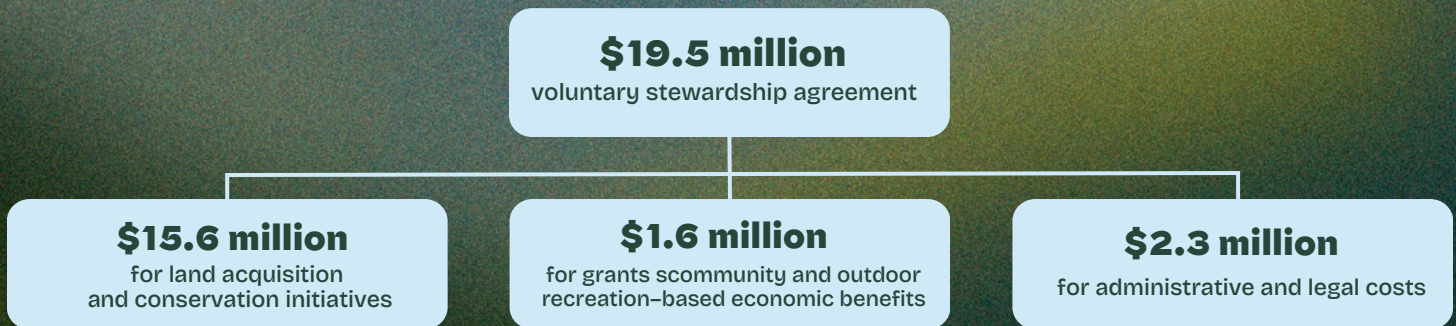 $19.5 million
voluntary stewardship agreement
$15.6 million
for land acquisition
and conservation initiatives
$1.6 million
for grants scommunity and outdoor
recreation–based economic benefits
$2.3 million
for administrative and legal costs